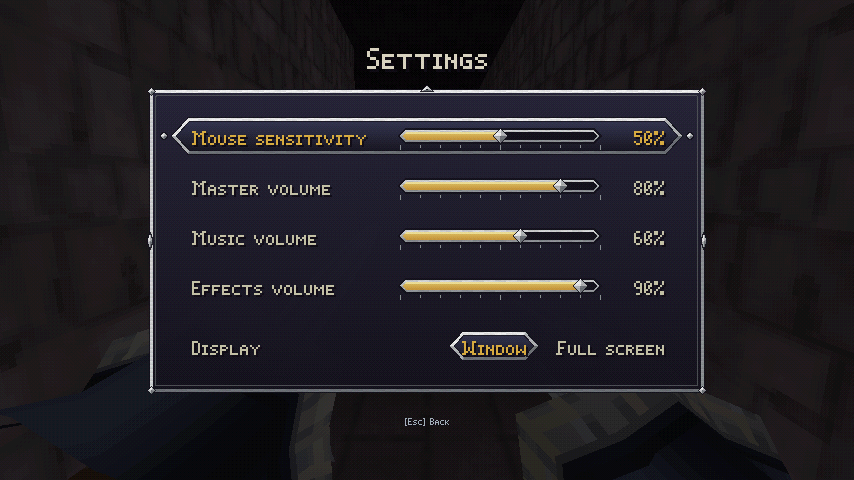 Settings
Mouse sensitivity 50%
Master volume 80%
Music volume 60%
Effects volume 90%
Display Window Full screen
[Esc] Back